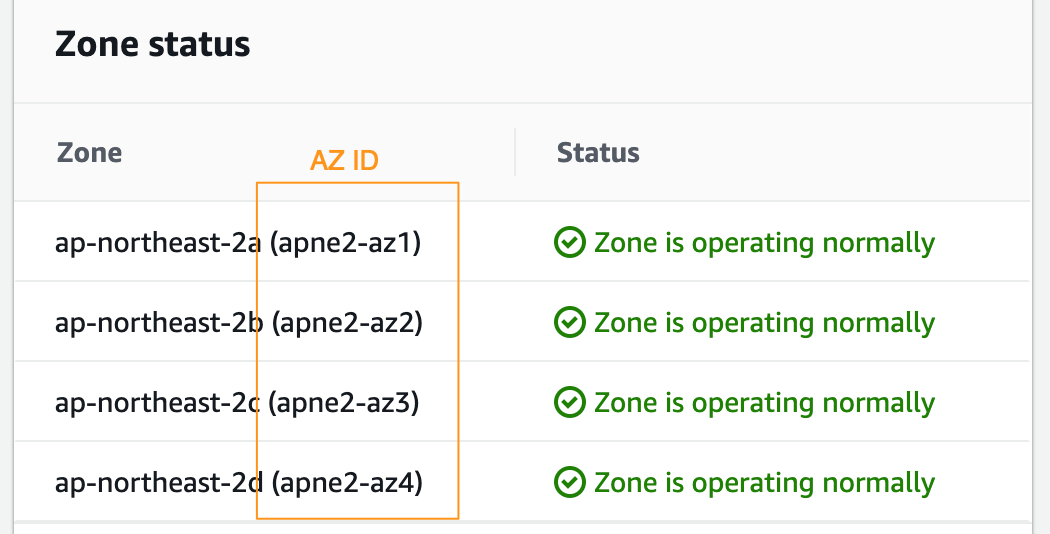 Zone status
Zone
AZ ID
Status
ap-northeast-2a (apne2-az1)
Zone is operating normally
ap-northeast-2b (apne2-az2)
Zone is operating normally
ap-northeast-2c (apne2-az3)
Zone is operating normally
ap-northeast-2d (apne2-az4)
Zone is operating normally